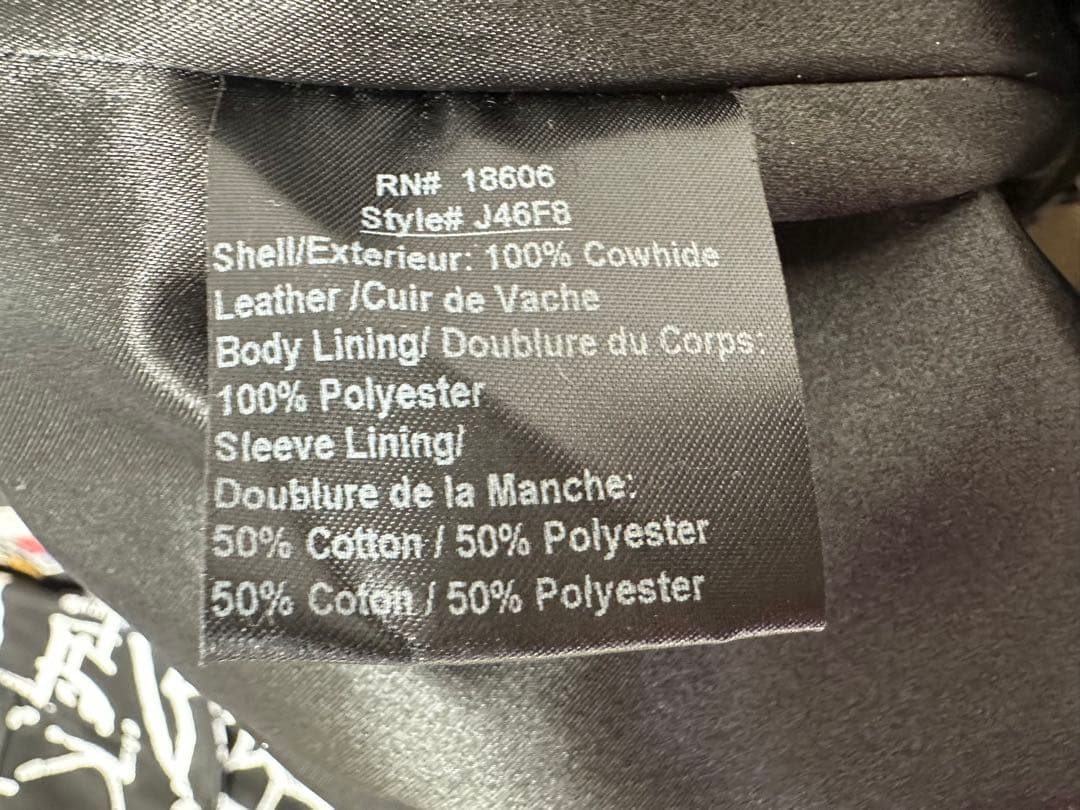 RN# 18606
Style# J46F8
Shell/Exterieur: 100% Cowhide
Leather /Cuir de Vache
Body Lining/ Doublure du Corps:
100% Polyester
Sleeve Lining/
Doublure de la Manche:
50% Cotton / 50% Polyester
50% Coton / 50% Polyester